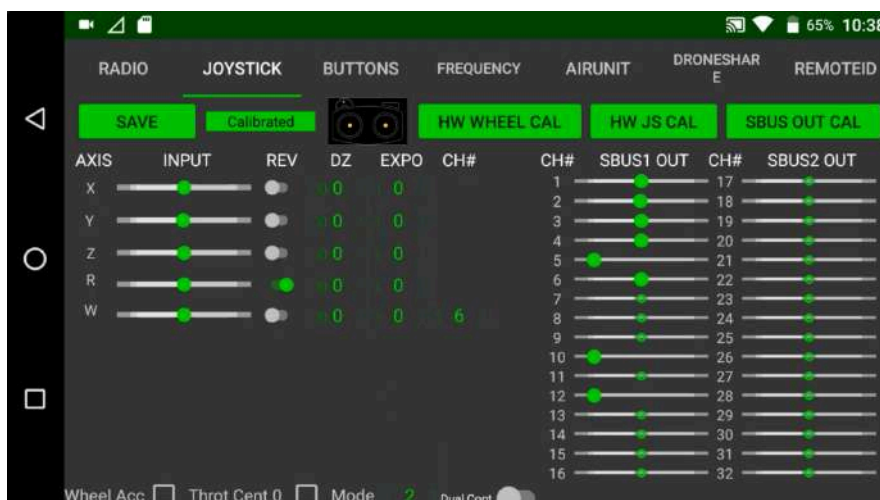 65% 10:38
RADIO JOYSTICK BUTTONS FREQUENCY AIRUNIT DRONESHAR
E REMOTEID
SAVE Calibrated HW WHEEL CAL HW JS CAL SBUS OUT CAL
AXIS INPUT REV DZ EXPO CH# CH# SBUS1 OUT CH# SBUS2 OUT
X 0 0 1 17
Y 0 0 2 18
Z 0 0 3 19
R 0 0 4 20
W 0 0 6 5 21
6 22
7 23
8 24
9 25
10 26
11 27
12 28
13 29
14 30
15 31
16 32
Wheel Acc Throt Cent 0 Mode 2 Dual Cont